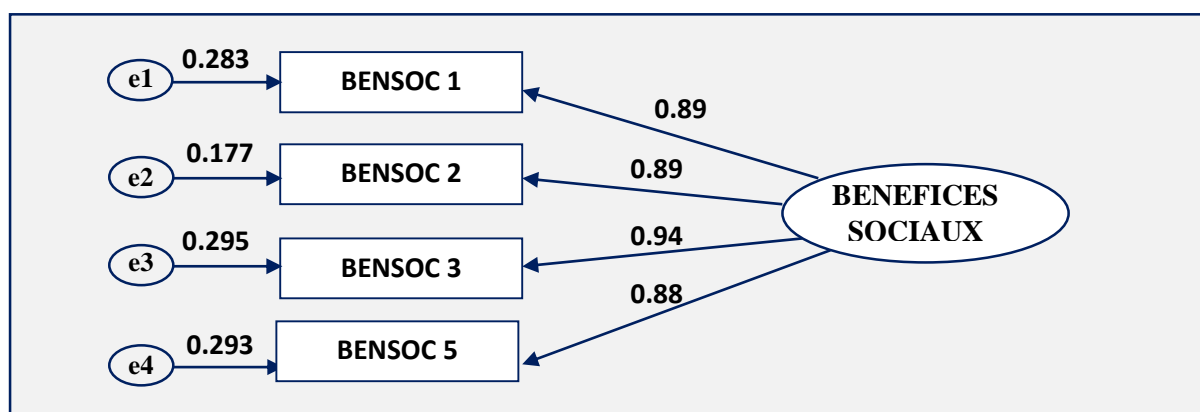 e1
0.283
BENSOC 1
0.89
e2
0.177
BENSOC 2
0.89
BENEFICES
SOCIAUX
e3
0.295
BENSOC 3
0.94
0.88
e4
0.293
BENSOC 5